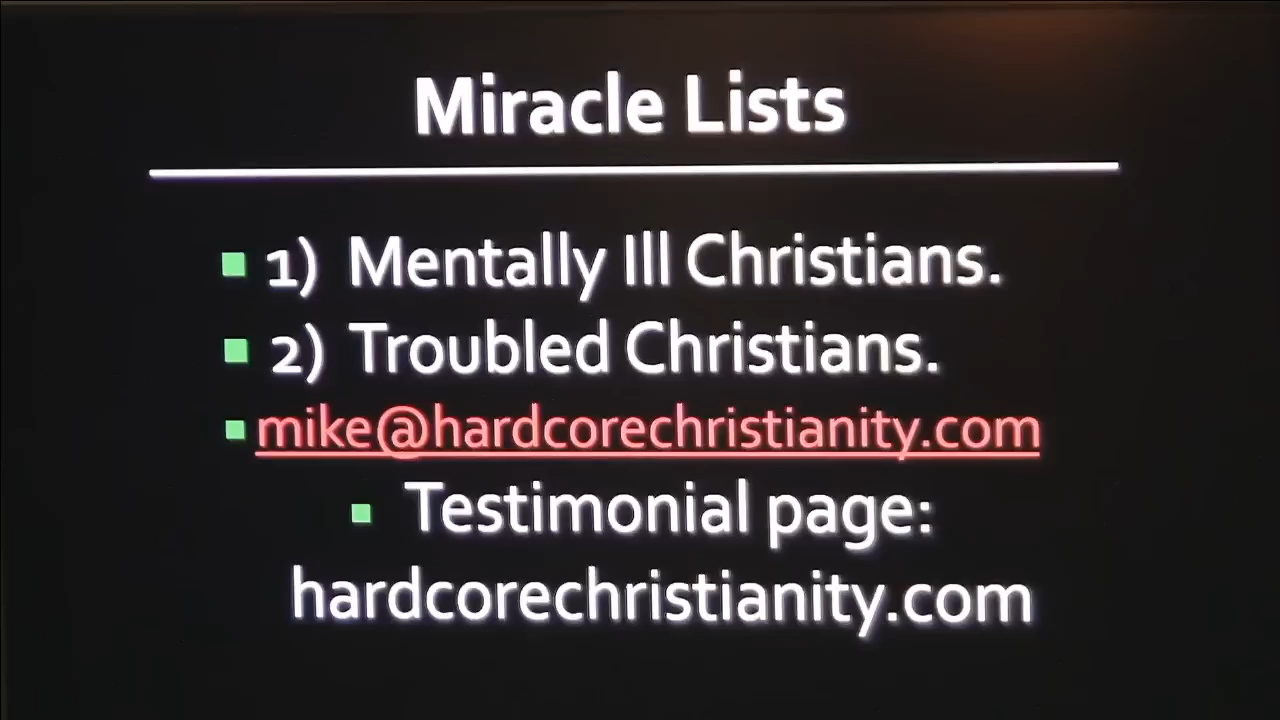 Miracle Lists
1) Mentally Ill Christians.
2) Troubled Christians.
mike@hardcorechristianity.com
Testimonial page:
hardcorechristianity.com